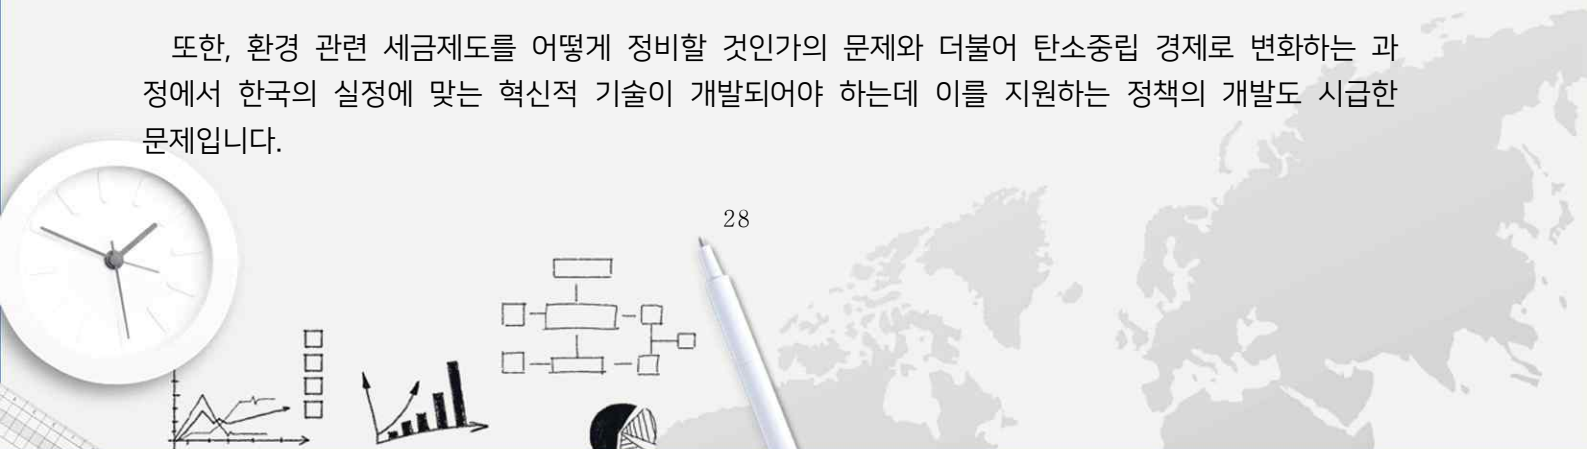 또한, 환경 관련 세금제도를 어떻게 정비할 것인가의 문제와 더불어 탄소중립 경제로 변화하는 과
정에서 한국의 실정에 맞는 혁신적 기술이 개발되어야 하는데 이를 지원하는 정책의 개발도 시급한
문제입니다.
28